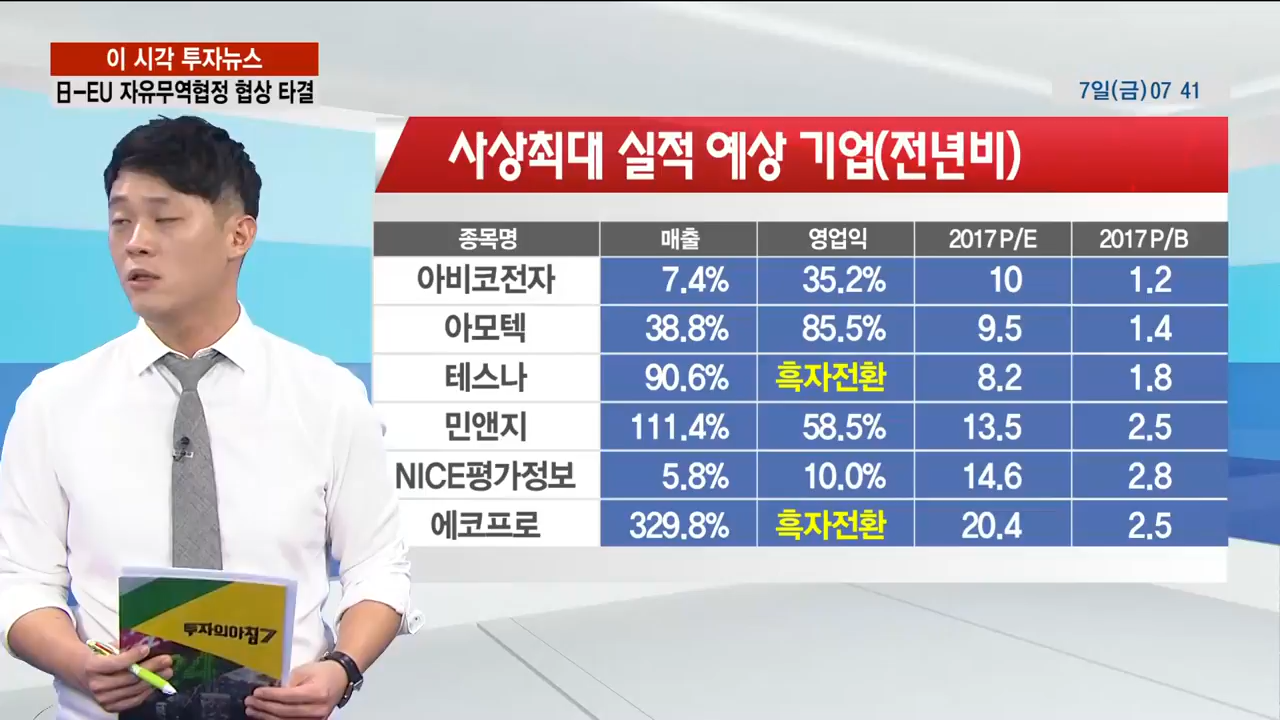 이 시각 투자뉴스
日-EU 자유무역협정 협상 타결
7일(금)07 41
사상최대 실적 예상 기업(전년비)
종목명 매출 영업익 2017 P/E 2017 P/B
아비코전자 7.4% 35.2% 10 1.2
아모텍 38.8% 85.5% 9.5 1.4
테스나 90.6% 흑자전환 8.2 1.8
민앤지 111.4% 58.5% 13.5 2.5
NICE평가정보 5.8% 10.0% 14.6 2.8
에코프로 329.8% 흑자전환 20.4 2.5
투자의아침7